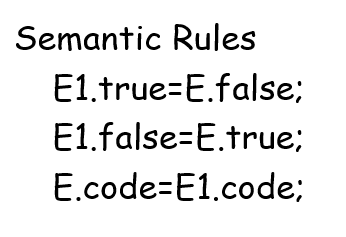 Semantic Rules
E1.true=E.false;
E1.false=E.true;
E.code=E1.code;